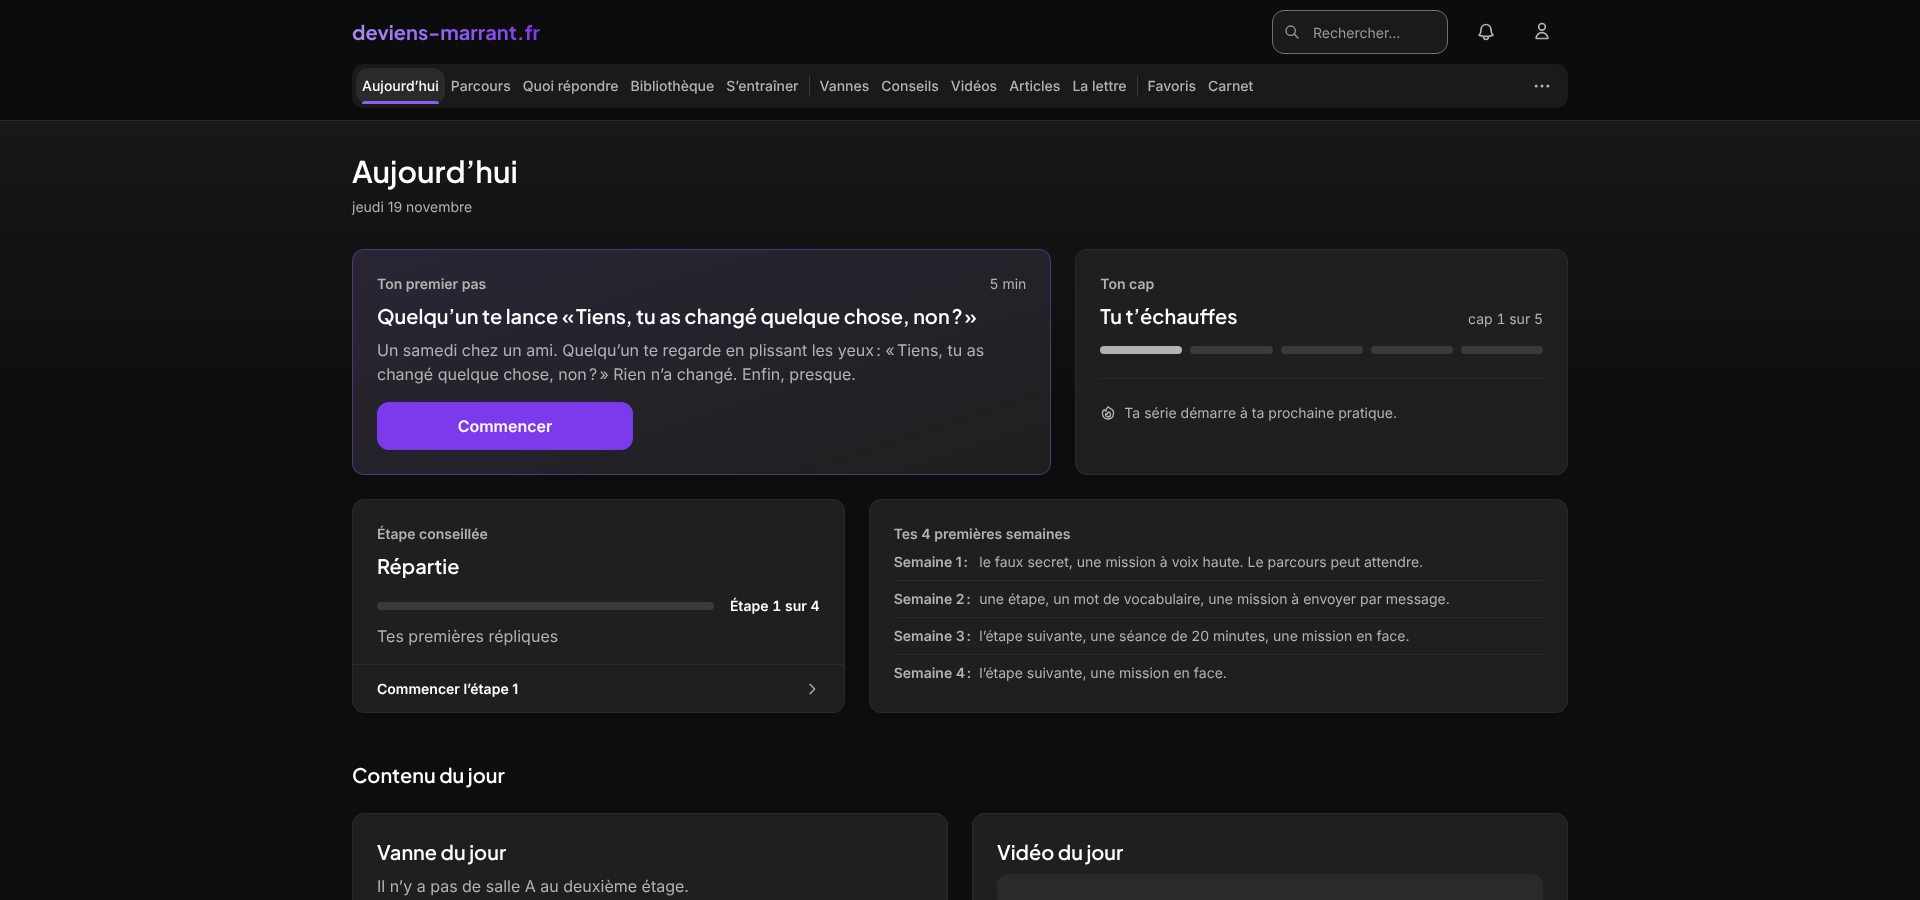 deviens-marrant.fr
Rechercher...
Aujourd’hui Parcours Quoi répondre Bibliothèque S’entraîner Vannes Conseils Vidéos Articles La lettre Favoris Carnet
Aujourd’hui
jeudi 19 novembre
Ton premier pas
5 min
Quelqu’un te lance « Tiens, tu as changé quelque chose, non ? »
Un samedi chez un ami. Quelqu’un te regarde en plissant les yeux : « Tiens, tu as
changé quelque chose, non ? » Rien n’a changé. Enfin, presque.
Commencer
Ton cap
Tu t’échauffes
cap 1 sur 5
Ta série démarre à ta prochaine pratique.
Étape conseillée
Répartie
Étape 1 sur 4
Tes premières répliques
Commencer l’étape 1
Tes 4 premières semaines
Semaine 1 : le faux secret, une mission à voix haute. Le parcours peut attendre.
Semaine 2 : une étape, un mot de vocabulaire, une mission à envoyer par message.
Semaine 3 : l’étape suivante, une séance de 20 minutes, une mission en face.
Semaine 4 : l’étape suivante, une mission en face.
Contenu du jour
Vanne du jour
Il n’y a pas de salle A au deuxième étage.
Vidéo du jour